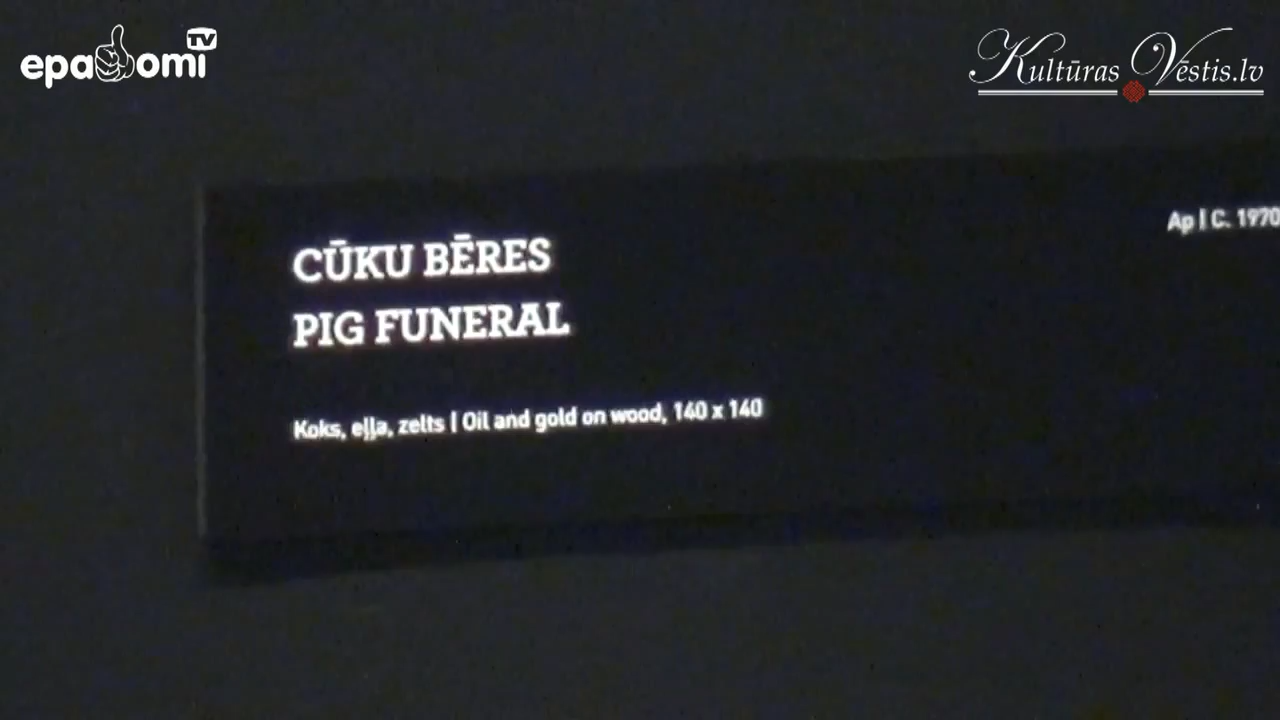 epadomi TV
Kultūras Vēstis.lv
Ap | C. 1970
CŪKU BĒRES
PIG FUNERAL
Koks, eļļa, zelts | Oil and gold on wood, 140 x 140